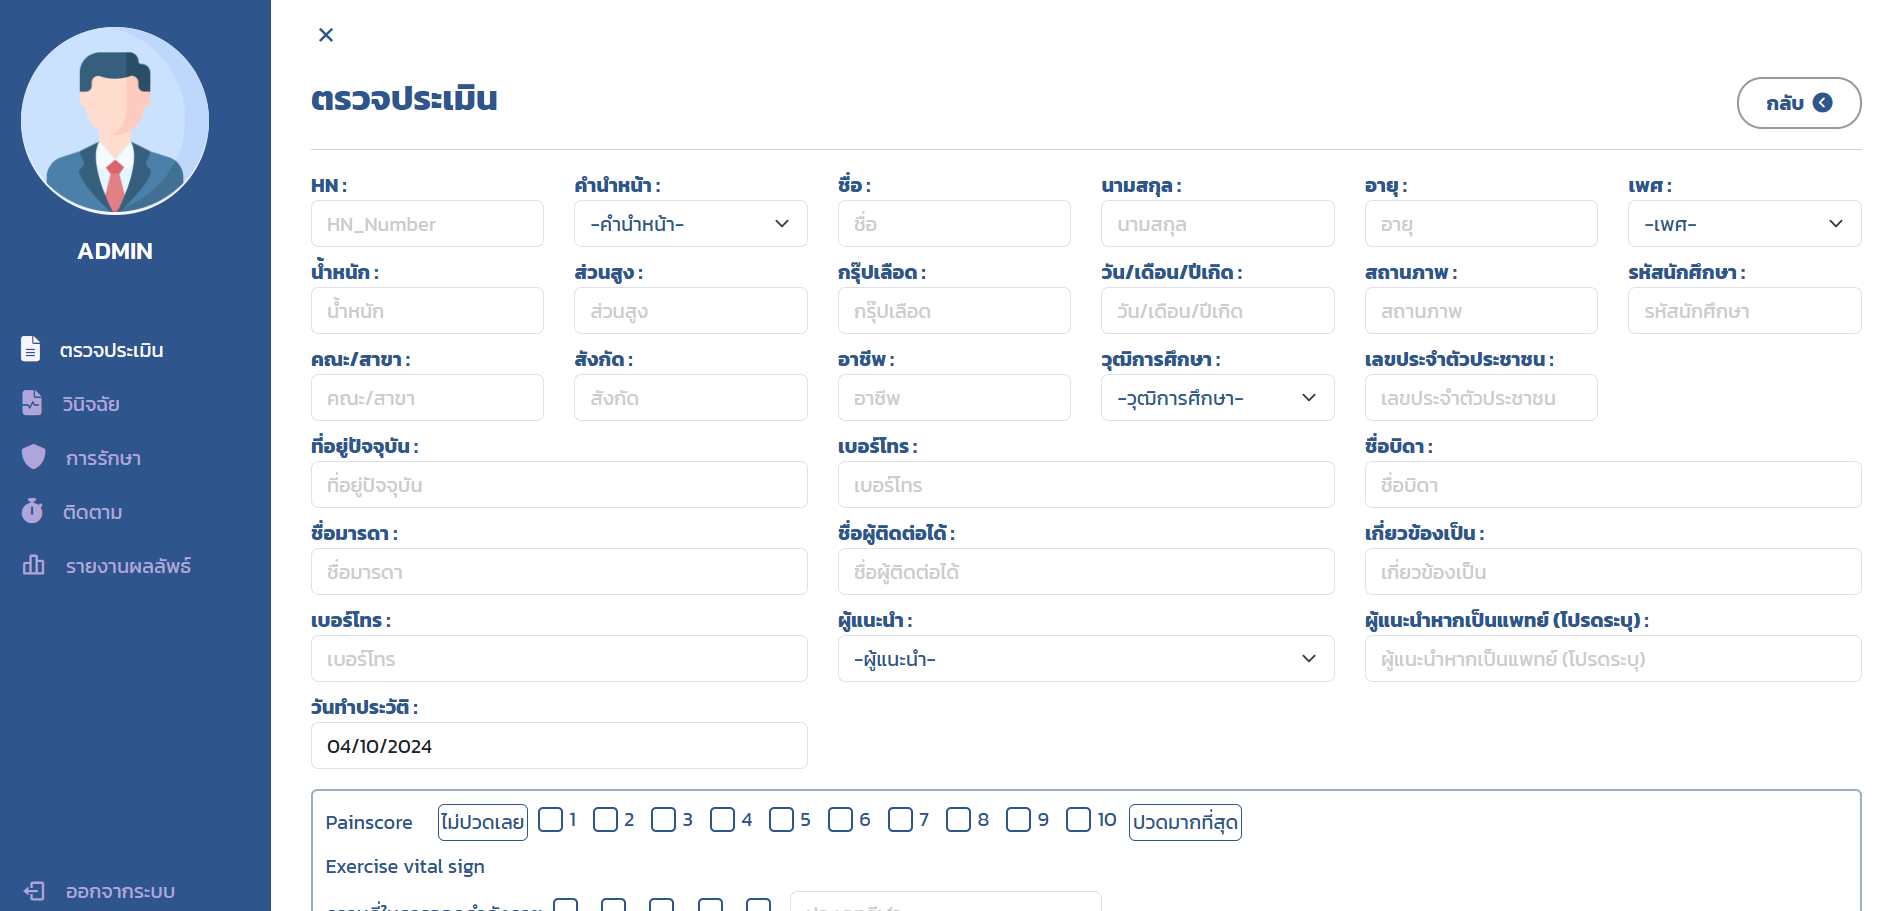 ADMIN
ตรวจประเมิน
วินิจฉัย
การรักษา
ติดตาม
รายงานผลลัพธ์
ออกจากระบบ
ตรวจประเมิน
กลับ
HN : คำนำหน้า : ชื่อ : นามสกุล : อายุ : เพศ :
HN_Number -คำนำหน้า- ชื่อ นามสกุล อายุ -เพศ-
น้ำหนัก : ส่วนสูง : กรุ๊ปเลือด : วัน/เดือน/ปีเกิด : สถานภาพ : รหัสนักศึกษา :
น้ำหนัก ส่วนสูง กรุ๊ปเลือด วัน/เดือน/ปีเกิด สถานภาพ รหัสนักศึกษา
คณะ/สาขา : สังกัด : อาชีพ : วุฒิการศึกษา : เลขประจำตัวประชาชน :
คณะ/สาขา สังกัด อาชีพ -วุฒิการศึกษา- เลขประจำตัวประชาชน
ที่อยู่ปัจจุบัน : เบอร์โทร : ชื่อบิดา :
ที่อยู่ปัจจุบัน เบอร์โทร ชื่อบิดา
ชื่อมารดา : ชื่อผู้ติดต่อได้ : เกี่ยวข้องเป็น :
ชื่อมารดา ชื่อผู้ติดต่อได้ เกี่ยวข้องเป็น
เบอร์โทร : ผู้แนะนำ : ผู้แนะนำหากเป็นแพทย์ (โปรดระบุ) :
เบอร์โทร -ผู้แนะนำ- ผู้แนะนำหากเป็นแพทย์ (โปรดระบุ)
วันทำประวัติ :
04/10/2024
Painscore ไม่ปวดเลย 1 2 3 4 5 6 7 8 9 10 ปวดมากที่สุด
Exercise vital sign